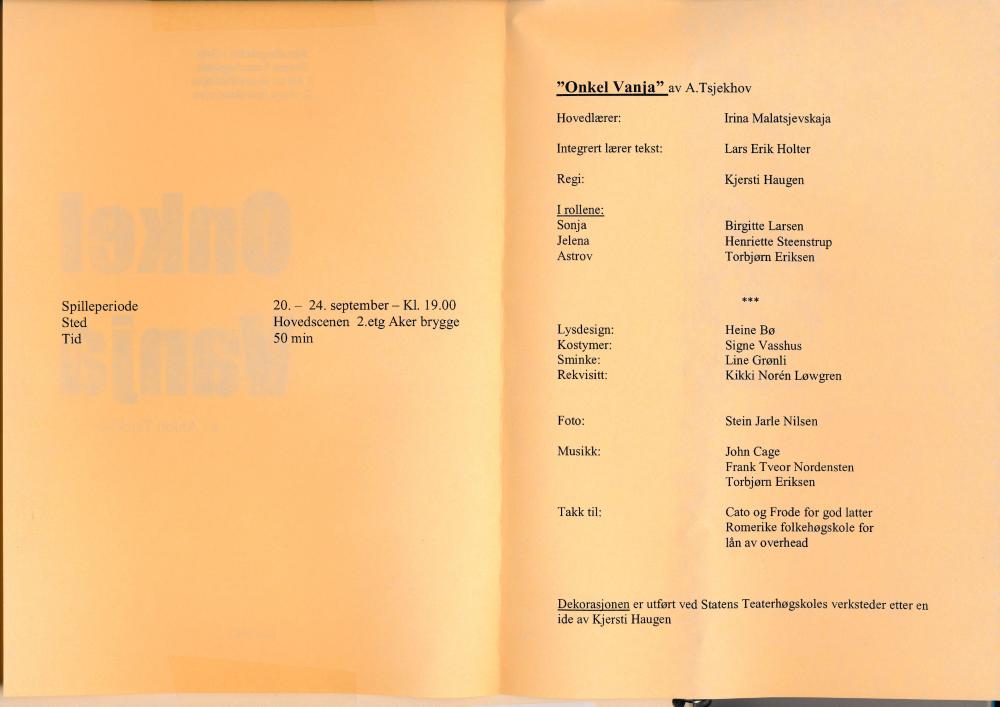 Spilleperiode 20. – 24. september – Kl. 19.00
Sted Hovedscenen 2.etg Aker brygge
Tid 50 min
"Onkel Vanja" av A.Tsjekhov
Hovedlærer: Irina Malatsjevskaja
Integrert lærer tekst: Lars Erik Holter
Regi: Kjersti Haugen
I rollene:
Sonja Birgitte Larsen
Jelena Henriette Steenstrup
Astrov Torbjørn Eriksen
***
Lysdesign: Heine Bø
Kostymer: Signe Vasshus
Sminke: Line Grønli
Rekvisitt: Kikki Norén Løwgren
Foto: Stein Jarle Nilsen
Musikk: John Cage
Frank Tveor Nordensten
Torbjørn Eriksen
Takk til: Cato og Frode for god latter
Romerike folkehøgskole for
lån av overhead
Dekorasjonen er utført ved Statens Teaterhøgskoles verksteder etter en
ide av Kjersti Haugen
Onkel
Vanja